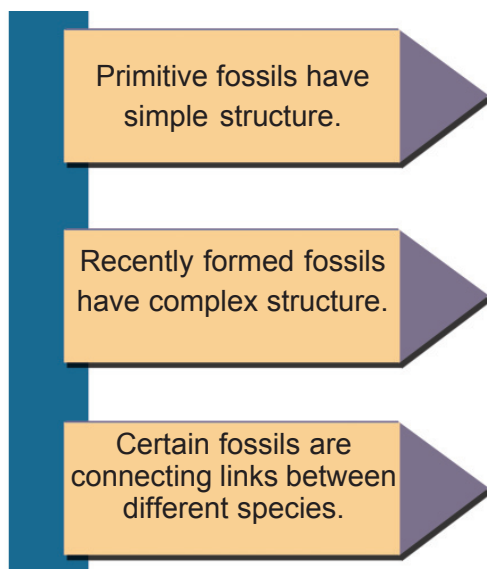 Primitive fossils have
simple structure.
Recently formed fossils
have complex structure.
Certain fossils are
connecting links between
different species.